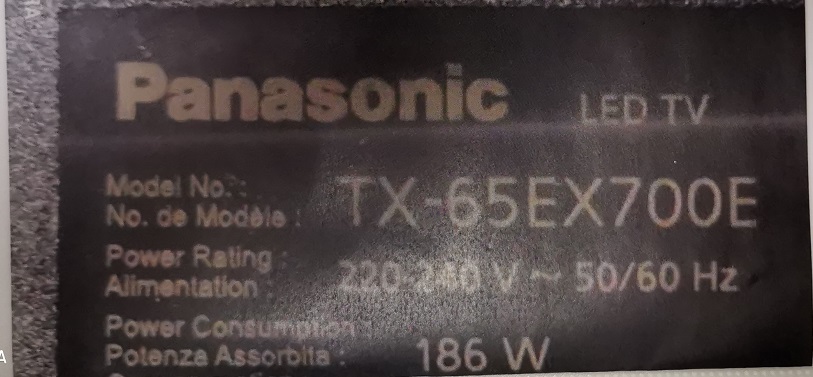 Panasonic LED TV
Model No. :
No. de Modèle : TX-65EX700E
Power Rating :
Alimentation : 220-240 V ~ 50/60 Hz
Power Consumption
Potenza Assorbita : 186 W